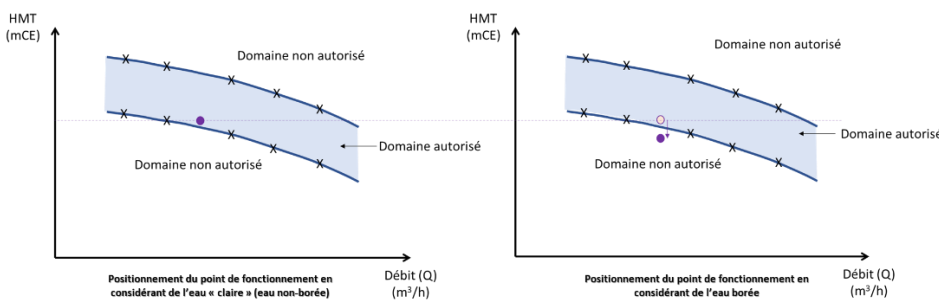 HMT
(mCE)
Domaine non autorisé
Domaine autorisé
Domaine non autorisé
Débit (Q)
(m³/h)
Positionnement du point de fonctionnement en
considérant de l'eau « claire » (eau non-borée)
HMT
(mCE)
Domaine non autorisé
Domaine autorisé
Domaine non autorisé
Débit (Q)
(m³/h)
Positionnement du point de fonctionnement en
considérant de l'eau borée